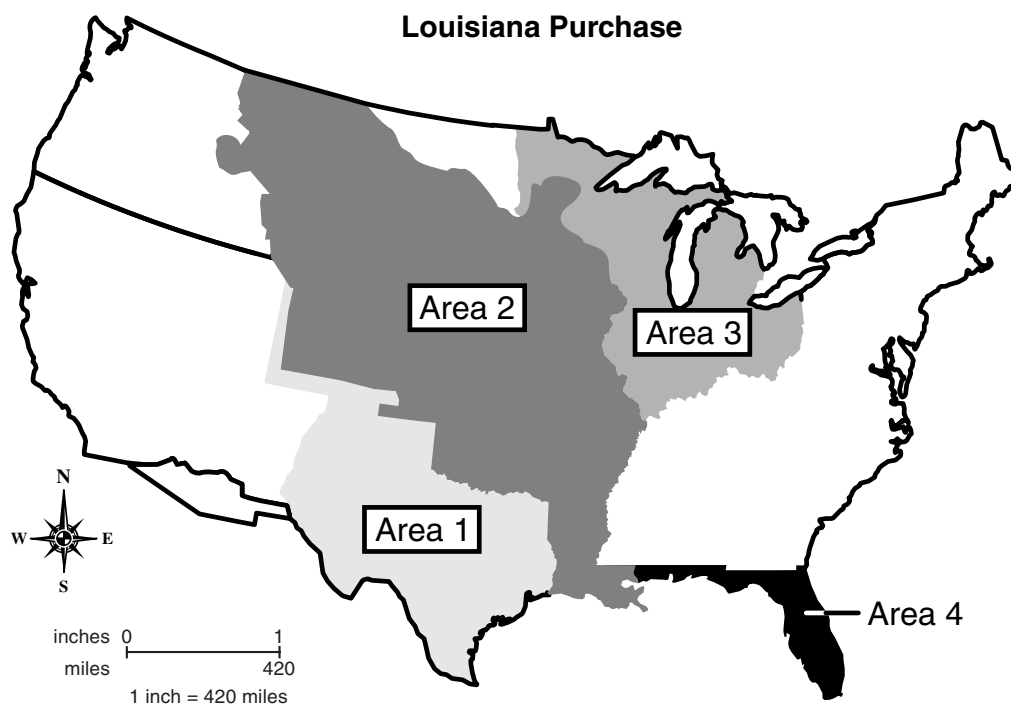 Louisiana Purchase
Area 2
Area 3
N
Area 1
W E
S
Area 4
inches 0 1
miles 420
1 inch = 420 miles